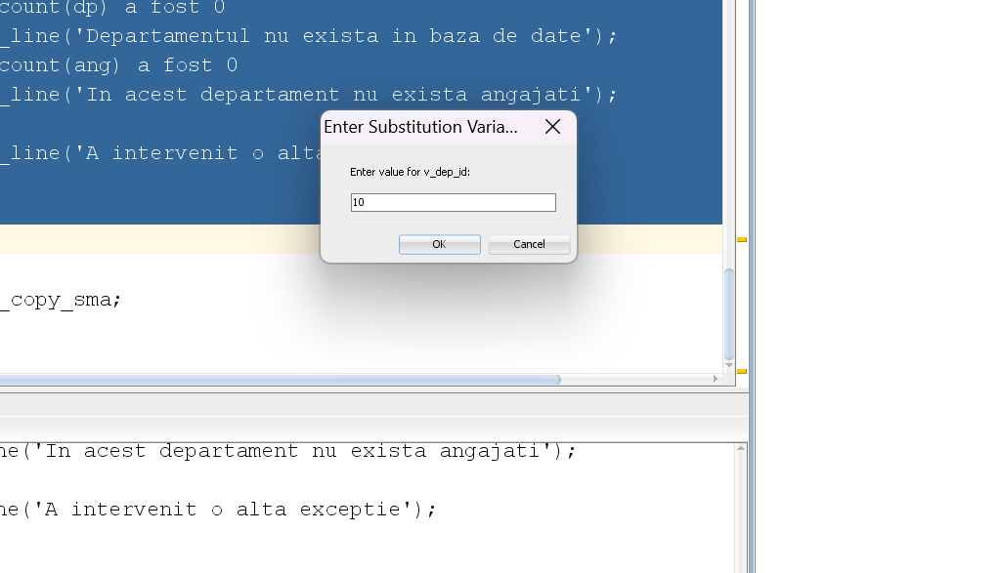 count(dp) a fost 0
_line('Departamentul nu exista in baza de date');
count(ang) a fost 0
_line('In acest departament nu exista angajati');
_line('A intervenit o alta
Enter Substitution Varia...
Enter value for v_dep_id:
10
OK Cancel
_copy_sma;
ne('In acest departament nu exista angajati');
ne('A intervenit o alta exceptie');